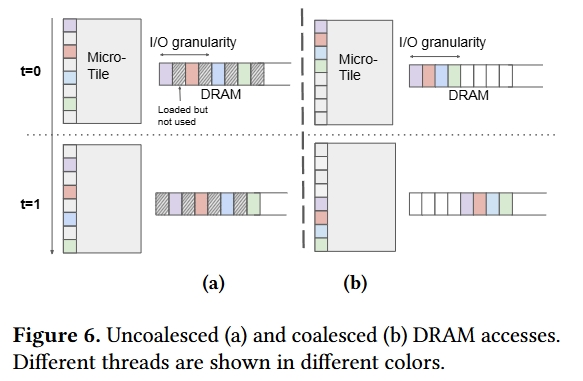 I/O granularity
Micro-
Tile
t=0
DRAM
Loaded but
not used
I/O granularity
Micro-
Tile
DRAM
t=1
(a)
(b)
Figure 6. Uncoalesced (a) and coalesced (b) DRAM accesses.
Different threads are shown in different colors.